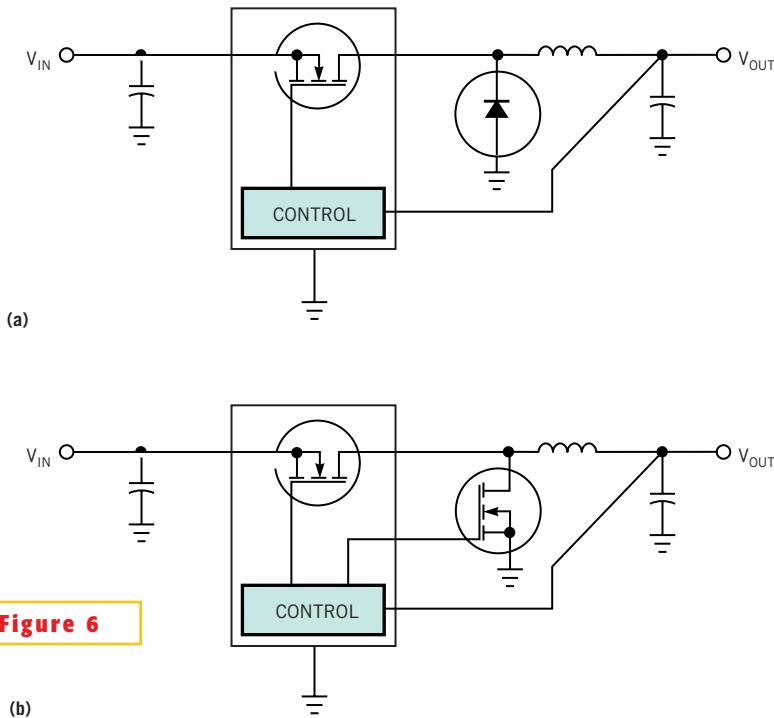 V_IN
V_OUT
CONTROL
(a)
V_IN
V_OUT
CONTROL
Figure 6
(b)